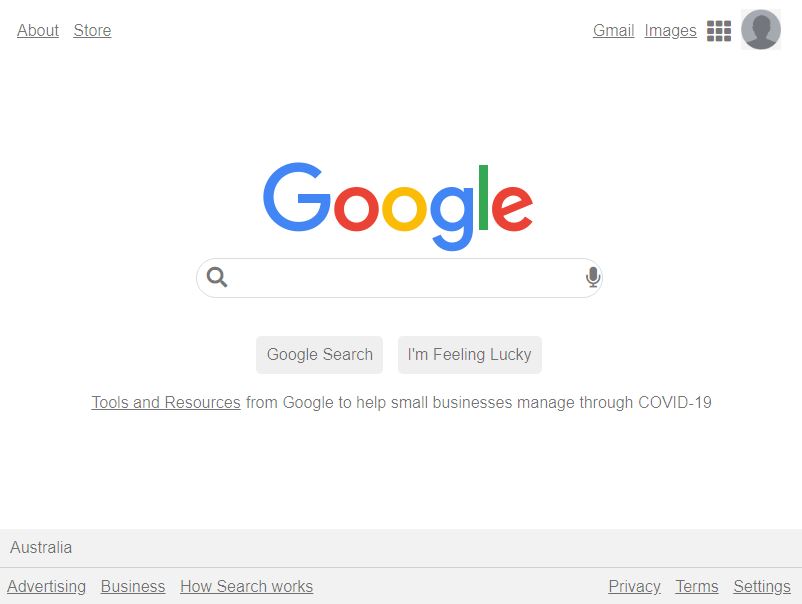 About Store Gmail Images
Google
Google Search I'm Feeling Lucky
Tools and Resources from Google to help small businesses manage through COVID-19
Australia
Advertising Business How Search works Privacy Terms Settings